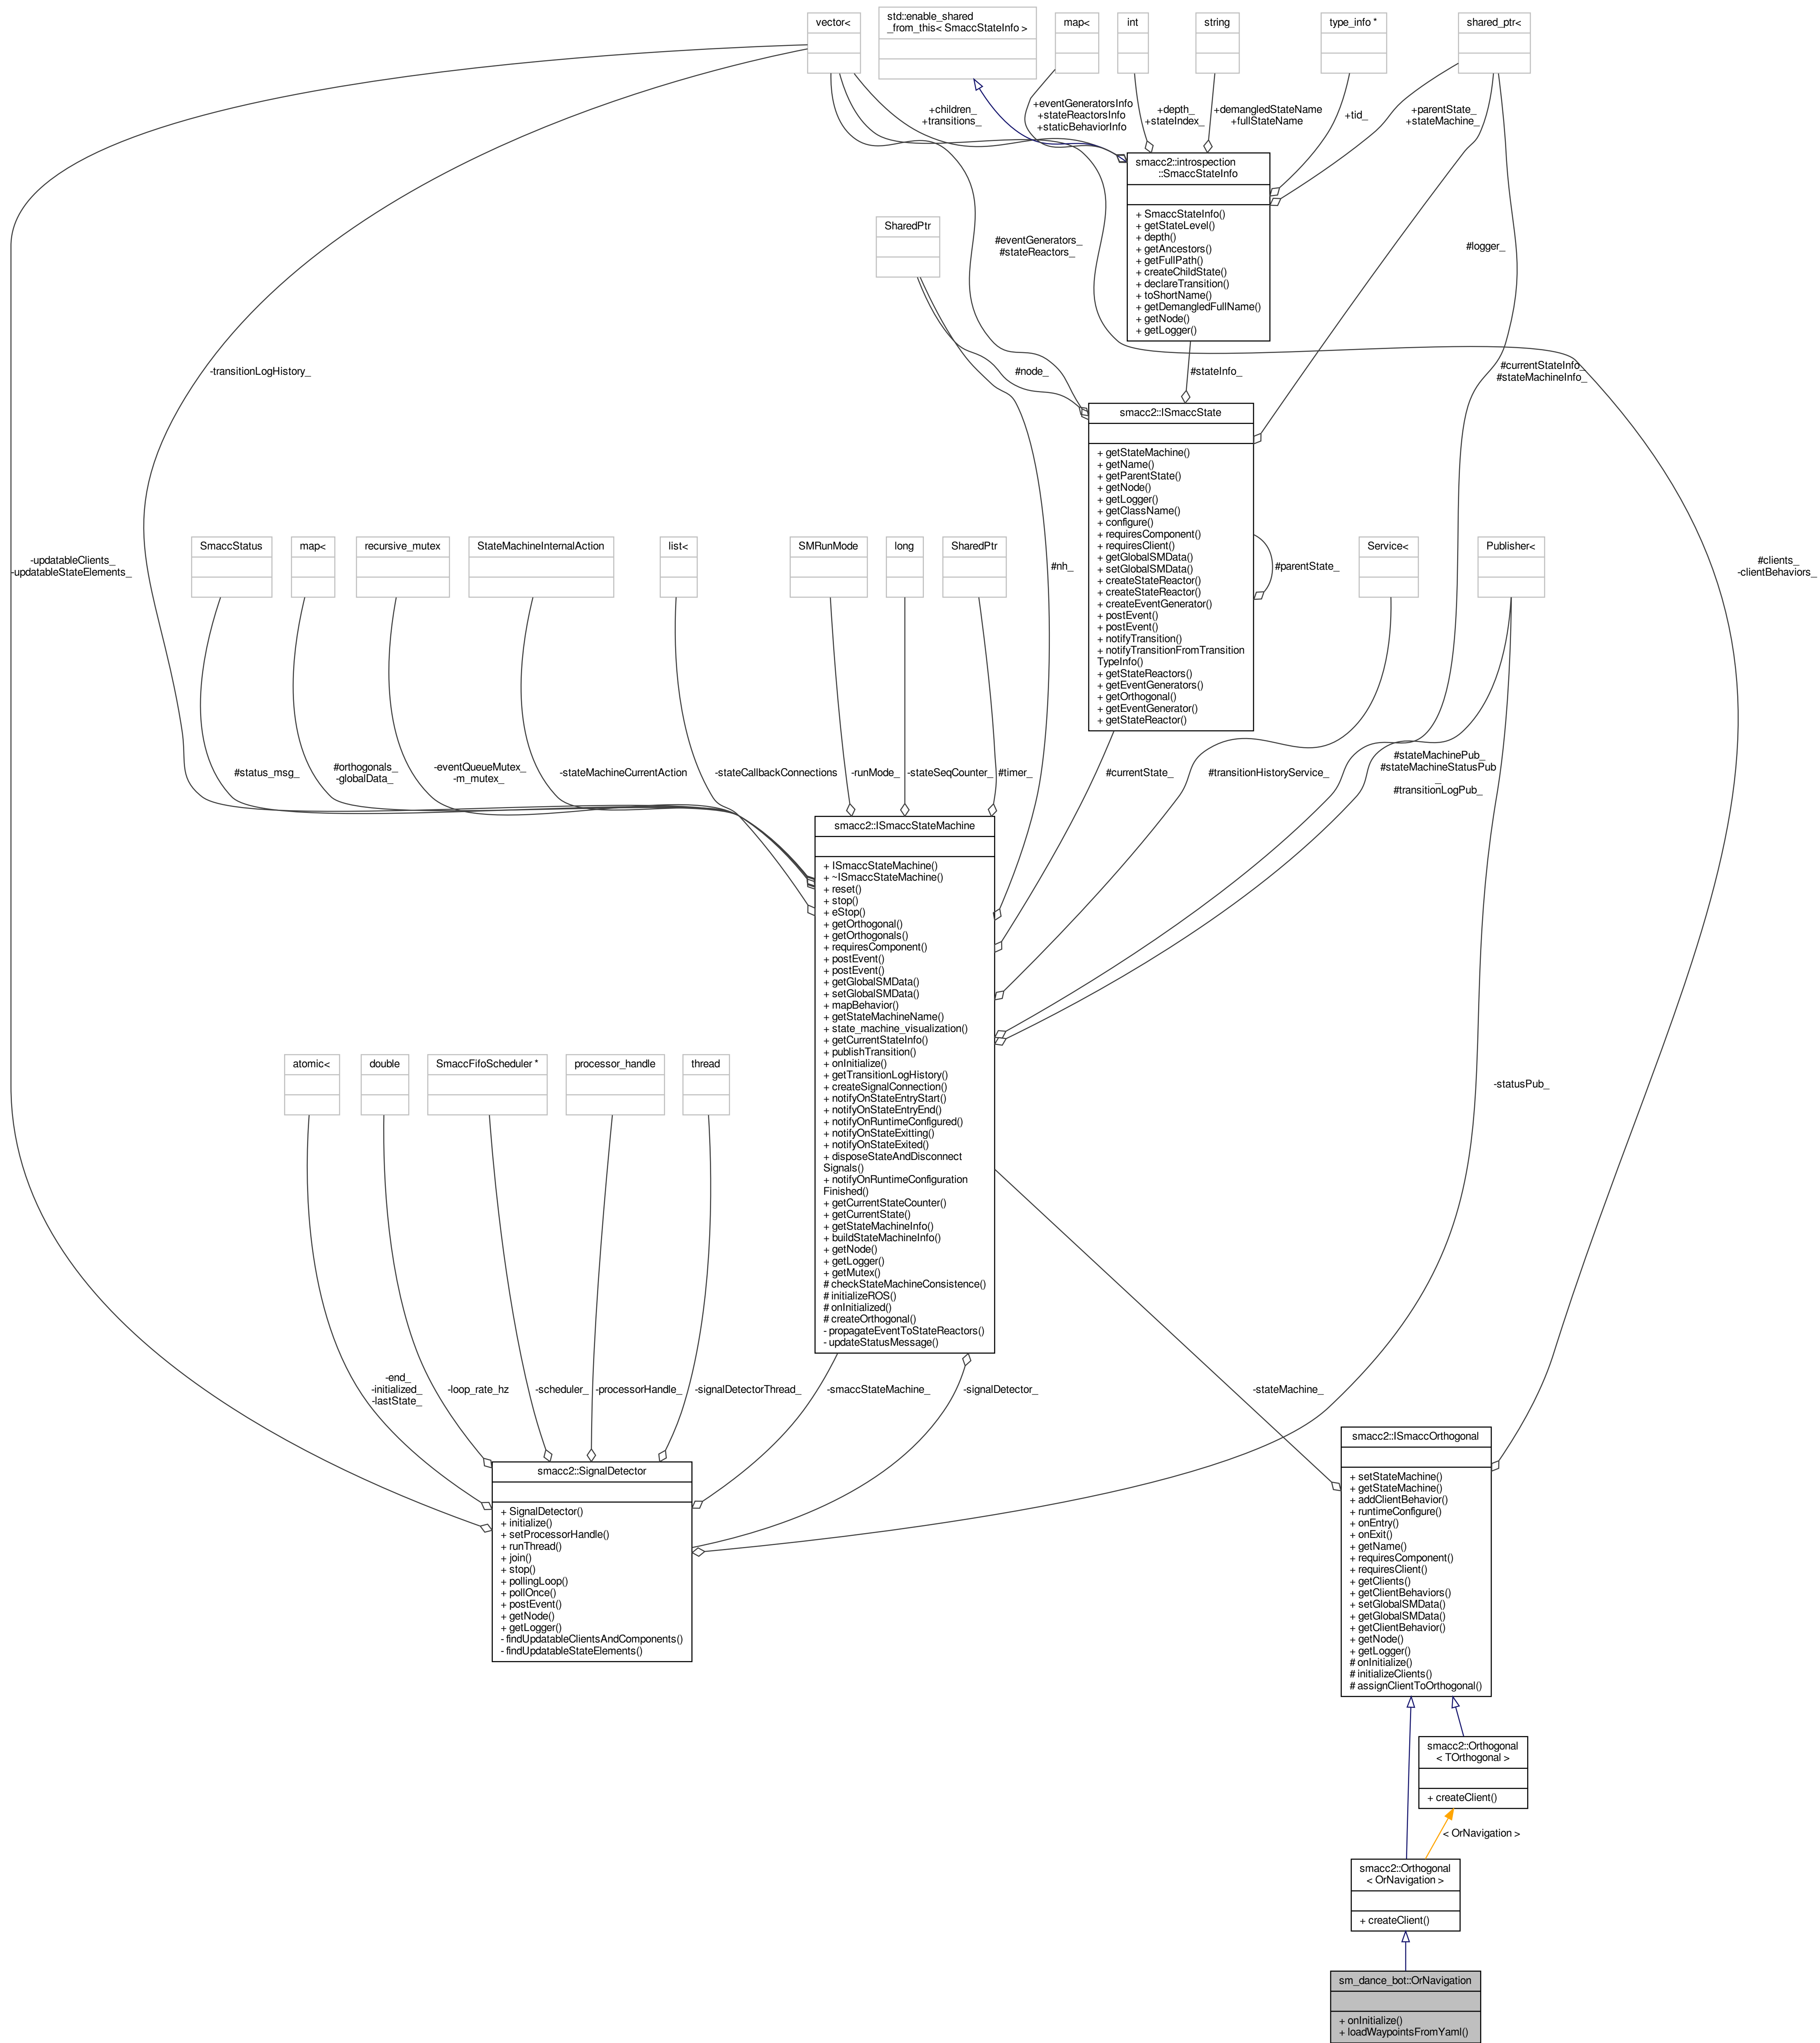 vector<
std::enable_shared
_from_this< SmaccStateInfo >
map<
int
string
type_info *
shared_ptr<
+children_
+transitions_
+eventGeneratorsInfo
+stateReactorsInfo
+staticBehaviorInfo
+depth_
+stateIndex_
+demangledStateName
+fullStateName
+tid_
+parentState_
+stateMachine_
smacc2::introspection
::SmaccStateInfo
+ SmaccStateInfo()
+ getStateLevel()
+ depth()
+ getAncestors()
+ getFullPath()
+ createChildState()
+ declareTransition()
+ toShortName()
+ getDemangledFullName()
+ getNode()
+ getLogger()
SharedPtr
#eventGenerators_
#stateReactors_
#logger_
-transitionLogHistory_
#node_
#stateInfo_
#currentStateInfo_
#stateMachineInfo_
smacc2::ISmaccState
+ getStateMachine()
+ getName()
+ getParentState()
+ getNode()
+ getLogger()
+ getClassName()
+ configure()
+ requiresComponent()
+ requiresClient()
+ getGlobalSMData()
+ setGlobalSMData()
+ createStateReactor()
+ createStateReactor()
+ createEventGenerator()
+ postEvent()
+ postEvent()
+ notifyTransition()
+ notifyTransitionFromTransition
TypeInfo()
+ getStateReactors()
+ getEventGenerators()
+ getOrthogonal()
+ getEventGenerator()
+ getStateReactor()
-updatableClients_
-updatableStateElements_
SmaccStatus
map<
recursive_mutex
StateMachineInternalAction
list<
SMRunMode
long
SharedPtr
#nh_
#parentState_
Service<
Publisher<
#clients_
-clientBehaviors_
#status_msg_
#orthogonals_
-globalData_
-eventQueueMutex_
-m_mutex_
-stateMachineCurrentAction
-stateCallbackConnections
-runMode_
-stateSeqCounter_
#timer_
#currentState_
#transitionHistoryService_
#stateMachinePub_
#stateMachineStatusPub
_
#transitionLogPub_
smacc2::ISmaccStateMachine
+ ISmaccStateMachine()
+ ~ISmaccStateMachine()
+ reset()
+ stop()
+ eStop()
+ getOrthogonal()
+ getOrthogonals()
+ requiresComponent()
+ postEvent()
+ postEvent()
+ getGlobalSMData()
+ setGlobalSMData()
+ mapBehavior()
+ getStateMachineName()
+ state_machine_visualization()
+ getCurrentStateInfo()
+ publishTransition()
+ onInitialize()
+ getTransitionLogHistory()
+ createSignalConnection()
+ notifyOnStateEntryStart()
+ notifyOnStateEntryEnd()
+ notifyOnRuntimeConfigured()
+ notifyOnStateExitting()
+ notifyOnStateExited()
+ disposeStateAndDisconnect
Signals()
+ notifyOnRuntimeConfiguration
Finished()
+ getCurrentStateCounter()
+ getCurrentState()
+ getStateMachineInfo()
+ buildStateMachineInfo()
+ getNode()
+ getLogger()
+ getMutex()
# checkStateMachineConsistence()
# initializeROS()
# onInitialized()
# createOrthogonal()
- propagateEventToStateReactors()
- updateStatusMessage()
atomic<
double
SmaccFifoScheduler *
processor_handle
thread
-statusPub_
-end_
-initialized_
-lastState_
-loop_rate_hz
-scheduler_
-processorHandle_
-signalDetectorThread_
-smaccStateMachine_
-signalDetector_
-stateMachine_
smacc2::SignalDetector
+ SignalDetector()
+ initialize()
+ setProcessorHandle()
+ runThread()
+ join()
+ stop()
+ pollingLoop()
+ pollOnce()
+ postEvent()
+ getNode()
+ getLogger()
- findUpdatableClientsAndComponents()
- findUpdatableStateElements()
smacc2::ISmaccOrthogonal
+ setStateMachine()
+ getStateMachine()
+ addClientBehavior()
+ runtimeConfigure()
+ onEntry()
+ onExit()
+ getName()
+ requiresComponent()
+ requiresClient()
+ getClients()
+ getClientBehaviors()
+ setGlobalSMData()
+ getGlobalSMData()
+ getClientBehavior()
+ getNode()
+ getLogger()
# onInitialize()
# initializeClients()
# assignClientToOrthogonal()
smacc2::Orthogonal
< TOrthogonal >
+ createClient()
< OrNavigation >
smacc2::Orthogonal
< OrNavigation >
+ createClient()
sm_dance_bot::OrNavigation
+ onInitialize()
+ loadWaypointsFromYaml()